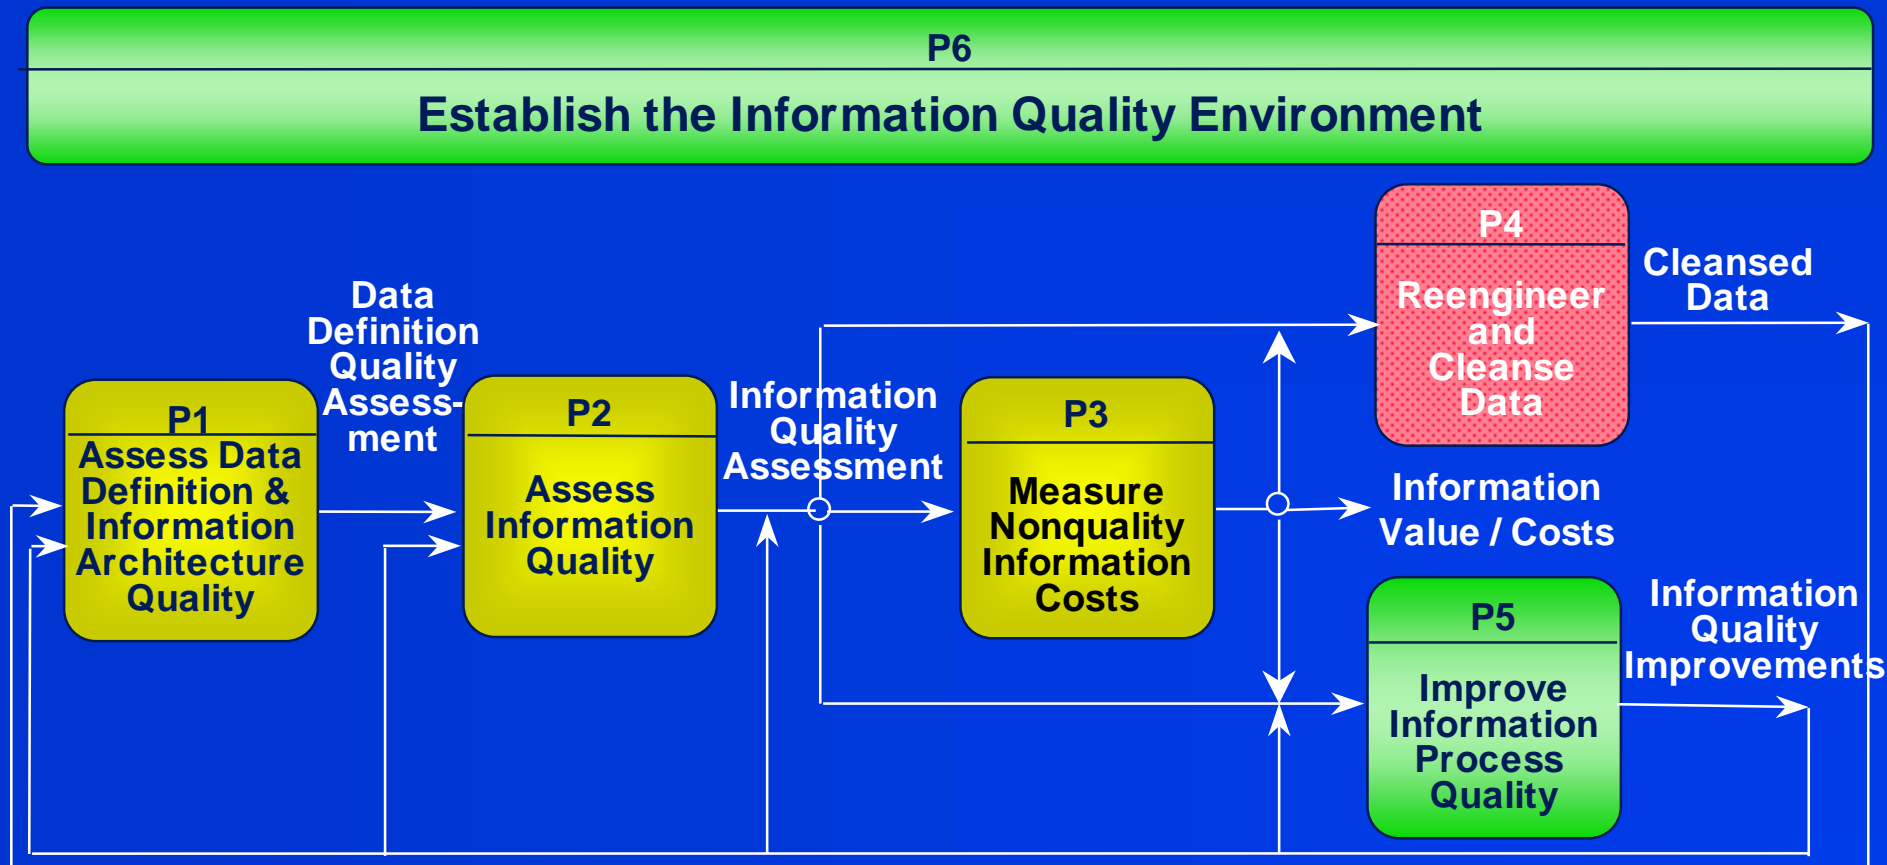 P6
Establish the Information Quality Environment
P1
Assess Data
Definition &
Information
Architecture
Quality
Data
Definition
Quality
Assess-
ment
P2
Assess
Information
Quality
Information
Quality
Assessment
P3
Measure
Nonquality
Information
Costs
P4
Reengineer
and
Cleanse
Data
Cleansed
Data
Information
Value / Costs
P5
Improve
Information
Process
Quality
Information
Quality
Improvements